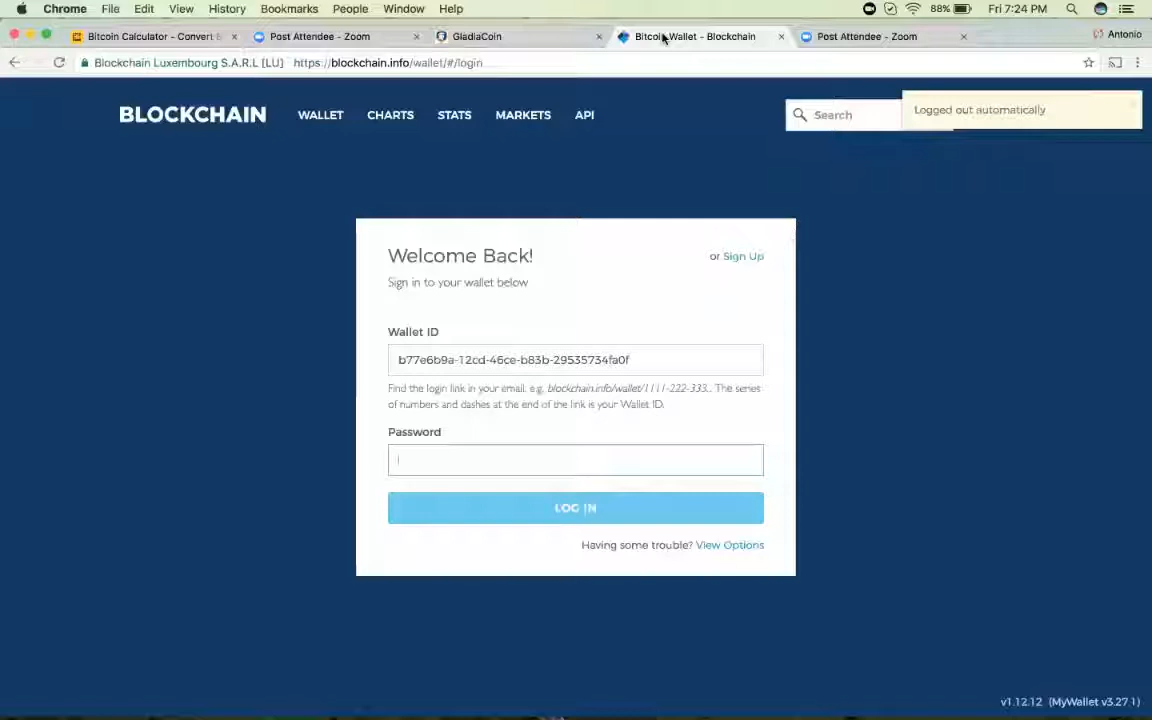 Chrome File Edit View History Bookmarks People Window Help 88% Fri 7:24 PM
Bitcoin Calculator - Convert Post Attendee - Zoom GladiaCoin Bitcoin Wallet - Blockchain Post Attendee - Zoom Antonio
Blockchain Luxembourg S.A.R.L [LU] https://blockchain.info/wallet/#/login
BLOCKCHAIN WALLET CHARTS STATS MARKETS API Search Logged out automatically
Welcome Back! or Sign Up
Sign in to your wallet below
Wallet ID
b77e6b9a-12cd-46ce-b83b-29535734fa0f
Find the login link in your email, e.g. blockchain.info/wallet/1111-222-333... The series
of numbers and dashes at the end of the link is your Wallet ID.
Password
LOG IN
Having some trouble? View Options
v1.12.12 (MyWallet v3.27.1)